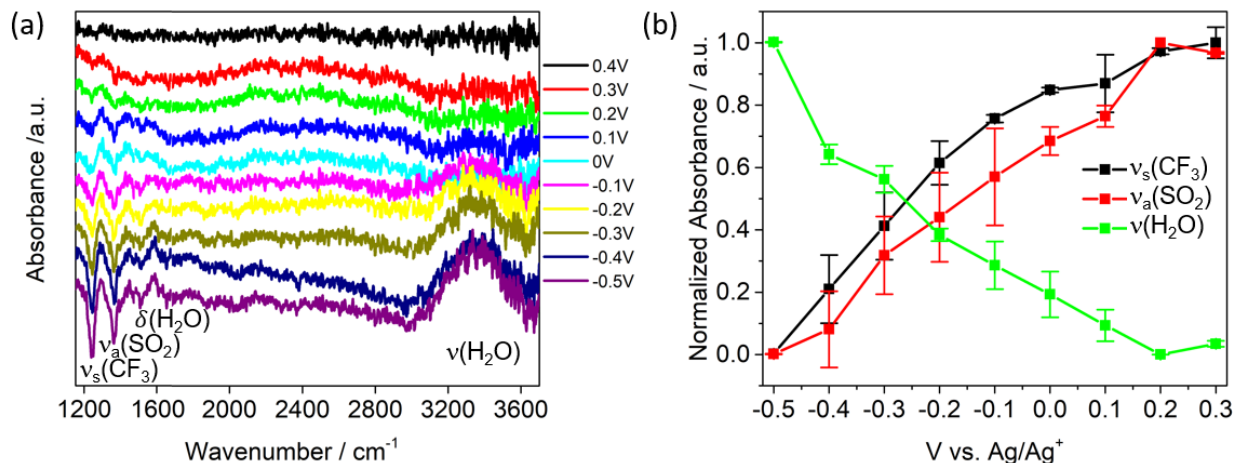 (a)
Absorbance /a.u.
0.4V
0.3V
0.2V
0.1V
0V
-0.1V
-0.2V
-0.3V
-0.4V
-0.5V
δ(H₂O)
νₐ(SO₂)
νₛ(CF₃)
ν(H₂O)
1200 1600 2000 2400 2800 3200 3600
Wavenumber / cm⁻¹
(b)
Normalized Absorbance / a.u.
1.0
0.8
0.6
0.4
0.2
0.0
νₛ(CF₃)
νₐ(SO₂)
ν(H₂O)
-0.5 -0.4 -0.3 -0.2 -0.1 0.0 0.1 0.2 0.3
V vs. Ag/Ag⁺